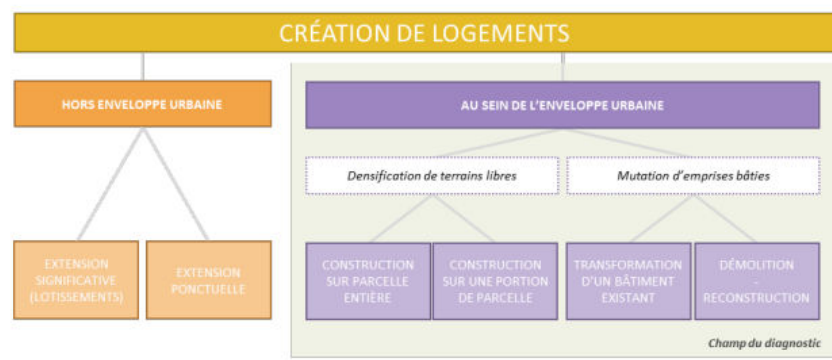 CRÉATION DE LOGEMENTS
HORS ENVELOPPE URBAINE
AU SEIN DE L'ENVELOPPE URBAINE
Densification de terrains libres
Mutation d'emprises bâties
EXTENSION
SIGNIFICATIVE
(LOTISSEMENTS)
EXTENSION
PONCTUELLE
CONSTRUCTION
SUR PARCELLE
ENTIÈRE
CONSTRUCTION
SUR UNE PORTION
DE PARCELLE
TRANSFORMATION
D'UN BÂTIMENT
EXISTANT
DÉMOLITION
-
RECONSTRUCTION
Champ du diagnostic